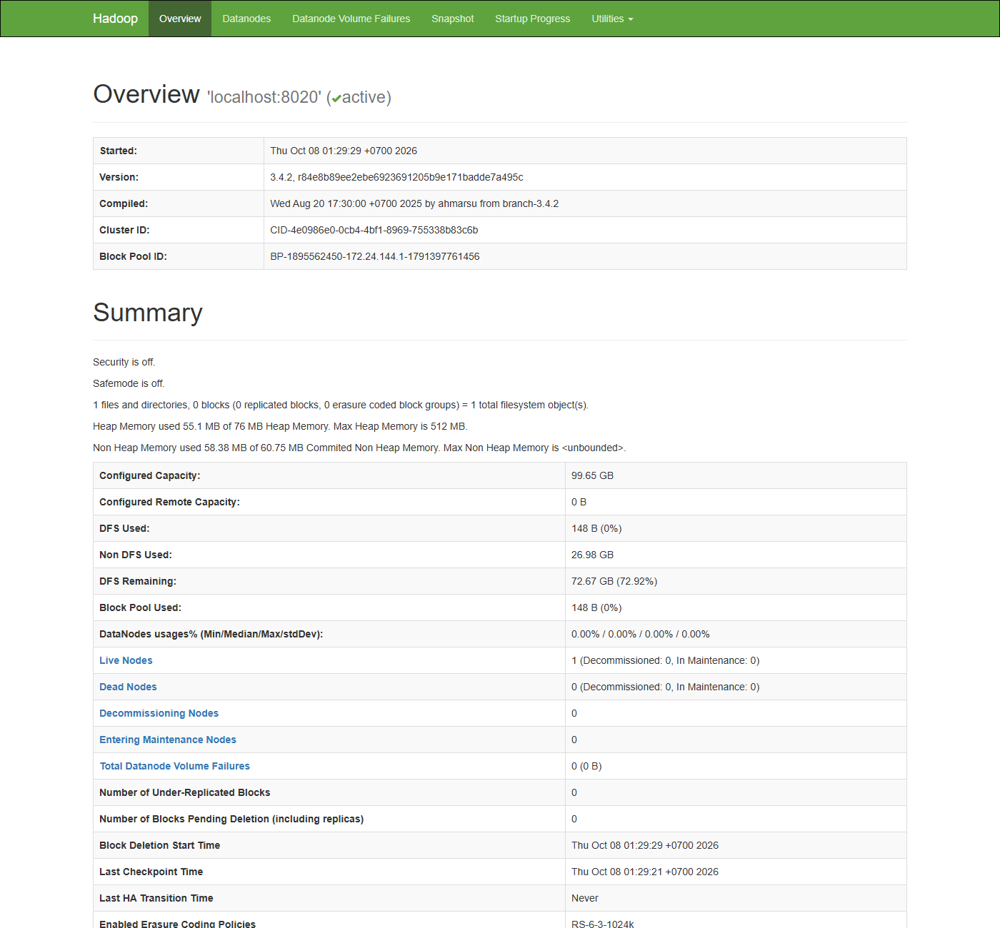 Hadoop Overview Datanodes Datanode Volume Failures Snapshot Startup Progress Utilities
Overview 'localhost:8020' (✔active)
Started: Thu Oct 08 01:29:29 +0700 2026
Version: 3.4.2, r84e8b89ee2ebe6923691205b9e171badde7a495c
Compiled: Wed Aug 20 17:30:00 +0700 2025 by ahmarsu from branch-3.4.2
Cluster ID: CID-4e0986e0-0cb4-4bf1-8969-755338b83c6b
Block Pool ID: BP-1895562450-172.24.144.1-1791397761456
Summary
Security is off.
Safemode is off.
1 files and directories, 0 blocks (0 replicated blocks, 0 erasure coded block groups) = 1 total filesystem object(s).
Heap Memory used 55.1 MB of 76 MB Heap Memory. Max Heap Memory is 512 MB.
Non Heap Memory used 58.38 MB of 60.75 MB Commited Non Heap Memory. Max Non Heap Memory is <unbounded>.
Configured Capacity: 99.65 GB
Configured Remote Capacity: 0 B
DFS Used: 148 B (0%)
Non DFS Used: 26.98 GB
DFS Remaining: 72.67 GB (72.92%)
Block Pool Used: 148 B (0%)
DataNodes usages% (Min/Median/Max/stdDev): 0.00% / 0.00% / 0.00% / 0.00%
Live Nodes 1 (Decommissioned: 0, In Maintenance: 0)
Dead Nodes 0 (Decommissioned: 0, In Maintenance: 0)
Decommissioning Nodes 0
Entering Maintenance Nodes 0
Total Datanode Volume Failures 0 (0 B)
Number of Under-Replicated Blocks 0
Number of Blocks Pending Deletion (including replicas) 0
Block Deletion Start Time Thu Oct 08 01:29:29 +0700 2026
Last Checkpoint Time Thu Oct 08 01:29:21 +0700 2026
Last HA Transition Time Never
Enabled Erasure Coding Policies RS-6-3-1024k